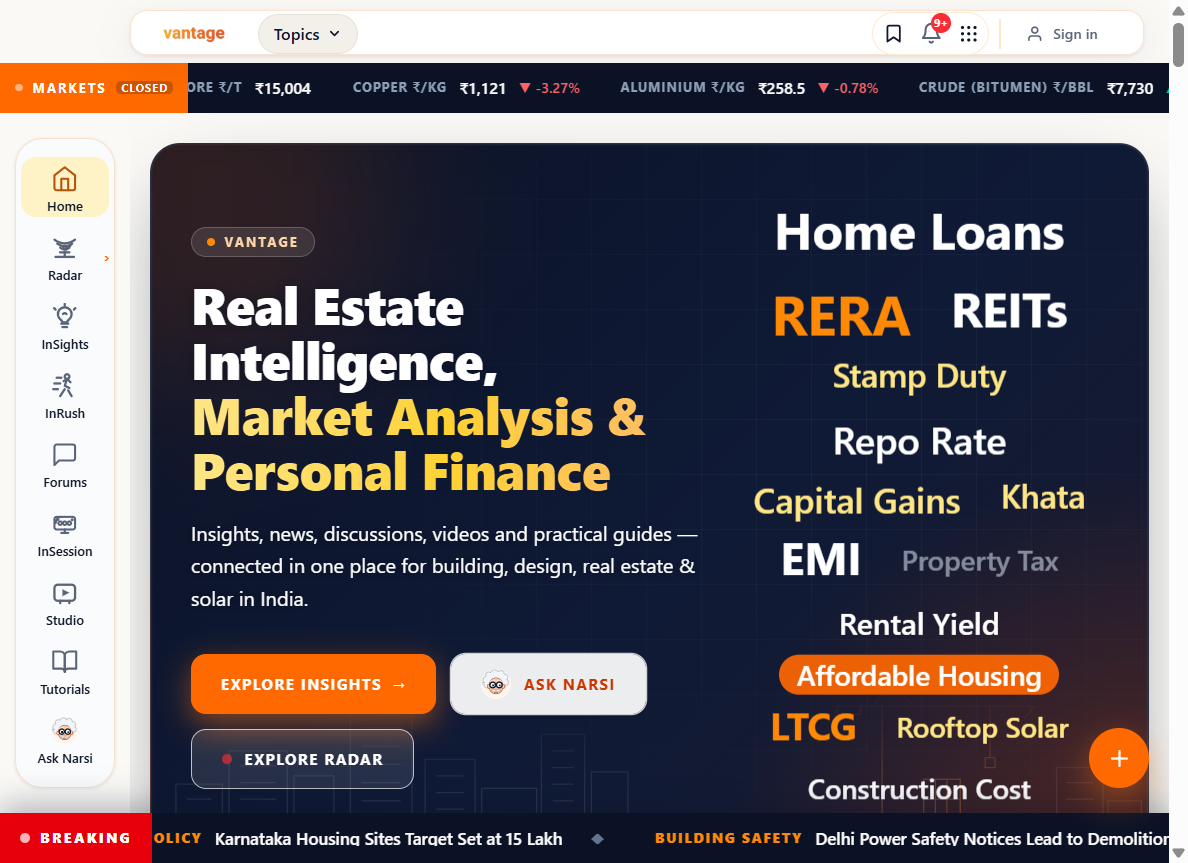 vantage
Topics
9+
Sign in
MARKETS CLOSED
ORE ₹/T ₹15,004 COPPER ₹/KG ₹1,121 ▼ -3.27% ALUMINIUM ₹/KG ₹258.5 ▼ -0.78% CRUDE (BITUMEN) ₹/BBL ₹7,730
Home
Radar
InSights
InRush
Forums
InSession
Studio
Tutorials
Ask Narsi
VANTAGE
Real Estate
Intelligence,
Market Analysis &
Personal Finance
Insights, news, discussions, videos and practical guides —
connected in one place for building, design, real estate &
solar in India.
EXPLORE INSIGHTS →
ASK NARSI
EXPLORE RADAR
Home Loans
RERA REITs
Stamp Duty
Repo Rate
Capital Gains Khata
EMI Property Tax
Rental Yield
Affordable Housing
LTCG Rooftop Solar
Construction Cost
+
BREAKING
OLICY Karnataka Housing Sites Target Set at 15 Lakh ◆ BUILDING SAFETY Delhi Power Safety Notices Lead to Demolition